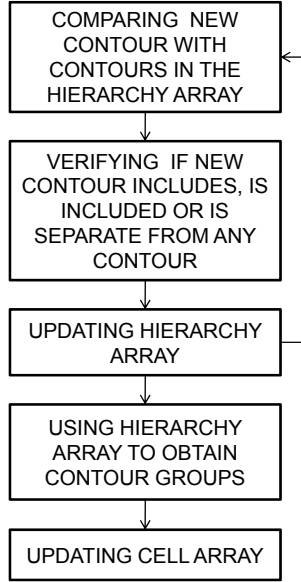 COMPARING NEW
CONTOUR WITH
CONTOURS IN THE
HIERARCHY ARRAY
VERIFYING IF NEW
CONTOUR INCLUDES, IS
INCLUDED OR IS
SEPARATE FROM ANY
CONTOUR
UPDATING HIERARCHY
ARRAY
USING HIERARCHY
ARRAY TO OBTAIN
CONTOUR GROUPS
UPDATING CELL ARRAY